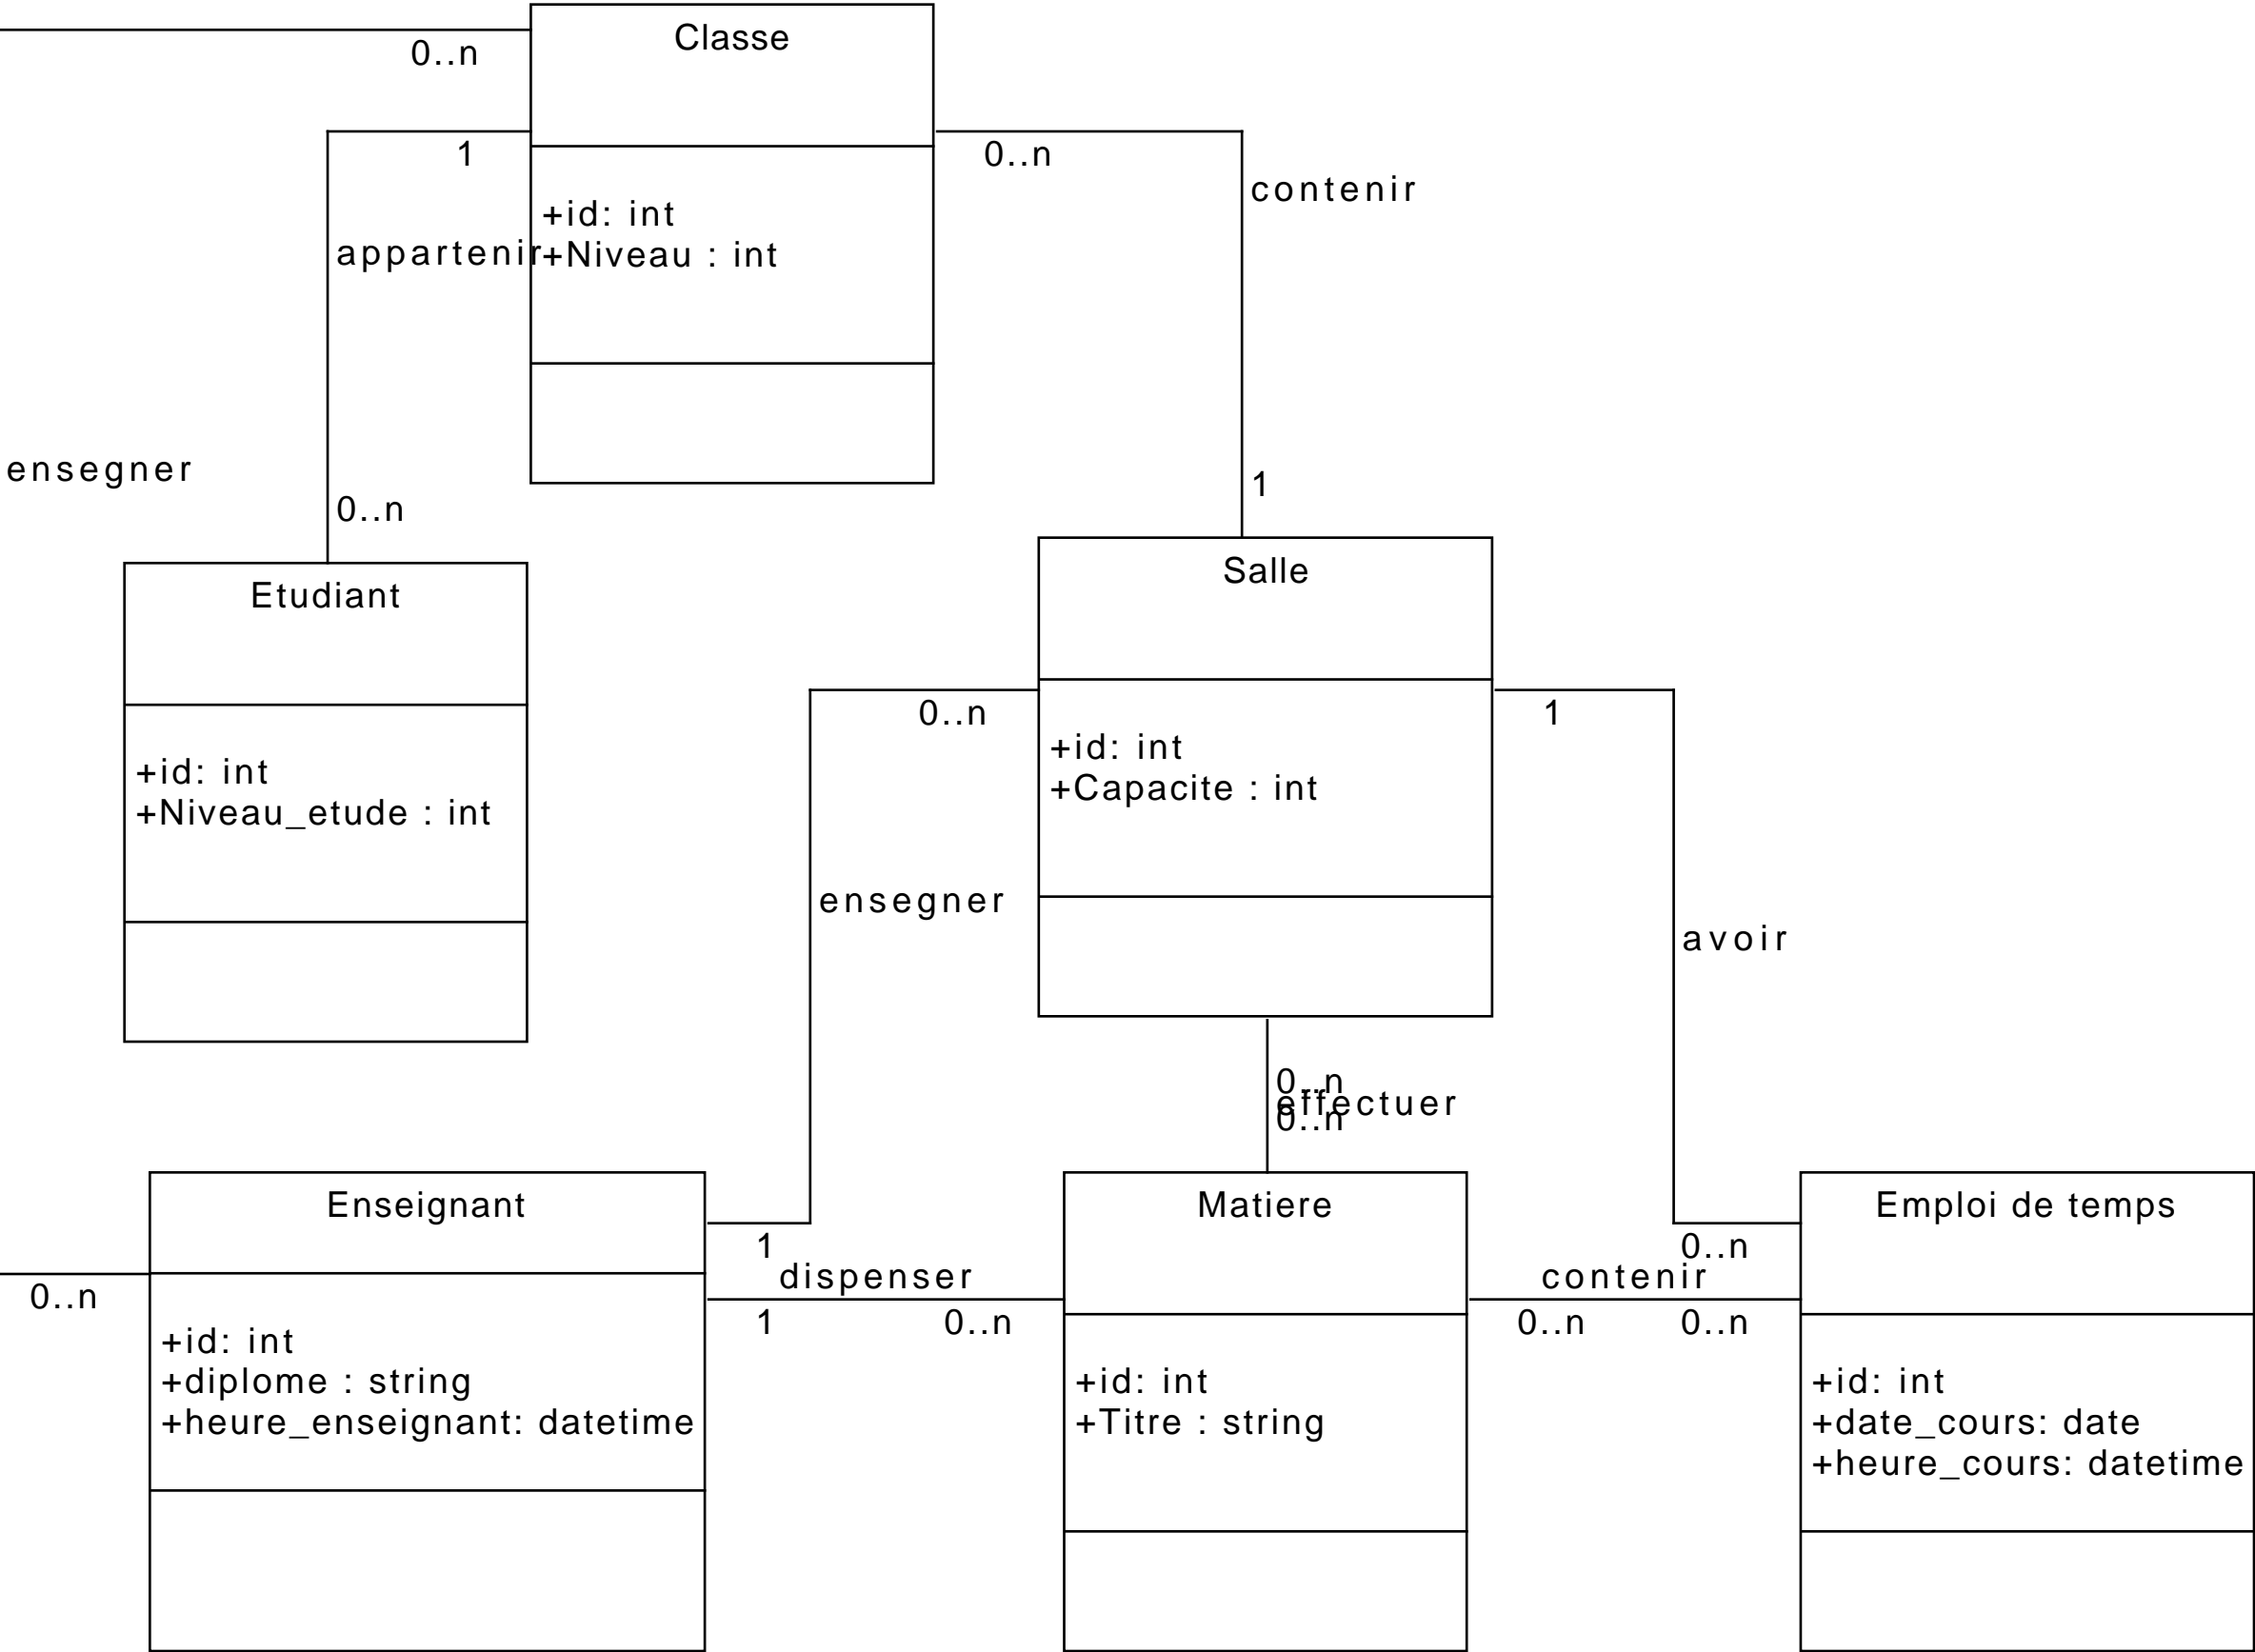 Classe
0..n
1
0..n
contenir
+id: int
appartenir
+Niveau : int
ensegner
1
0..n
Salle
Etudiant
0..n
1
+id: int
+Capacite : int
+id: int
+Niveau_etude : int
ensegner
avoir
0..n
effectuer
0..n
Enseignant
Matiere
Emploi de temps
1
0..n
dispenser
contenir
0..n
1
0..n
0..n
0..n
+id: int
+diplome : string
+heure_enseignant: datetime
+id: int
+Titre : string
+id: int
+date_cours: date
+heure_cours: datetime